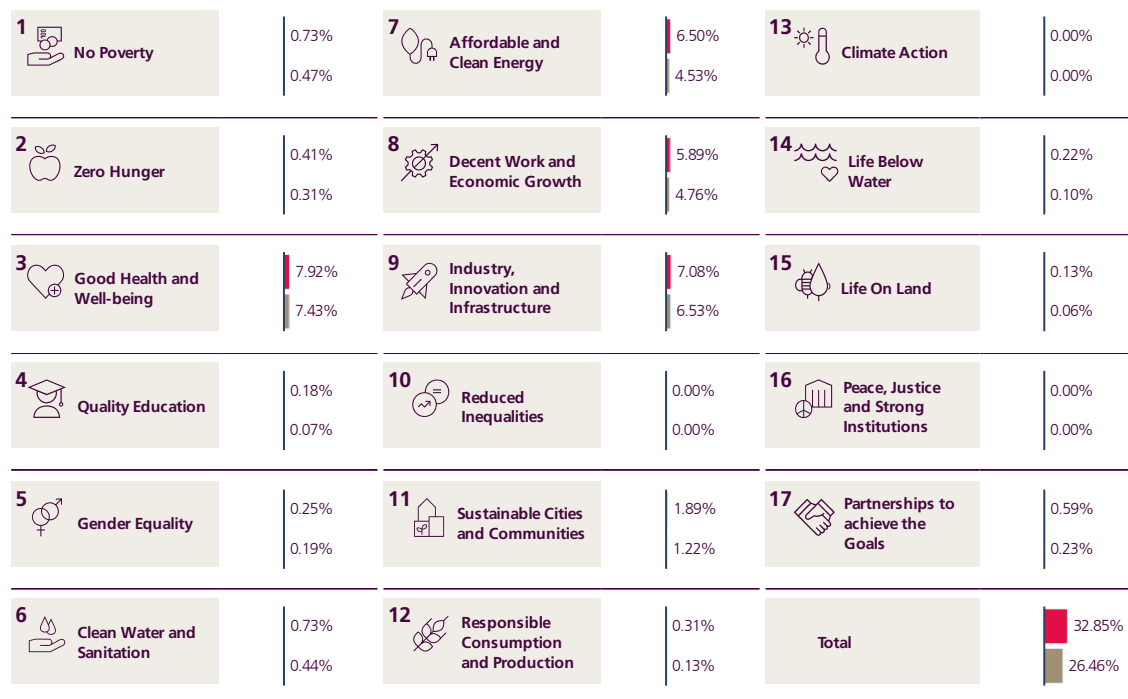 1
No Poverty
0.73%
0.47%
2
Zero Hunger
0.41%
0.31%
3
Good Health and
Well-being
7.92%
7.43%
4
Quality Education
0.18%
0.07%
5
Gender Equality
0.25%
0.19%
6
Clean Water and
Sanitation
0.73%
0.44%
7
Affordable and
Clean Energy
6.50%
4.53%
8
Decent Work and
Economic Growth
5.89%
4.76%
9
Industry,
Innovation and
Infrastructure
7.08%
6.53%
10
Reduced
Inequalities
0.00%
0.00%
11
Sustainable Cities
and Communities
1.89%
1.22%
12
Responsible
Consumption
and Production
0.31%
0.13%
13
Climate Action
0.00%
0.00%
14
Life Below
Water
0.22%
0.10%
15
Life On Land
0.13%
0.06%
16
Peace, Justice
and Strong
Institutions
0.00%
0.00%
17
Partnerships to
achieve the
Goals
0.59%
0.23%
Total
32.85%
26.46%